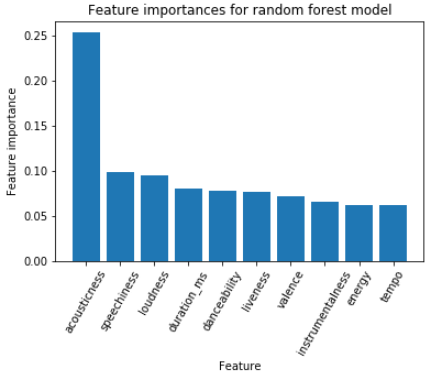 Feature importances for random forest model
0.25
0.20
0.15
0.10
0.05
0.00
Feature importance
acousticness
speechiness
loudness
duration_ms
danceability
liveness
valence
instrumentalness
energy
tempo
Feature